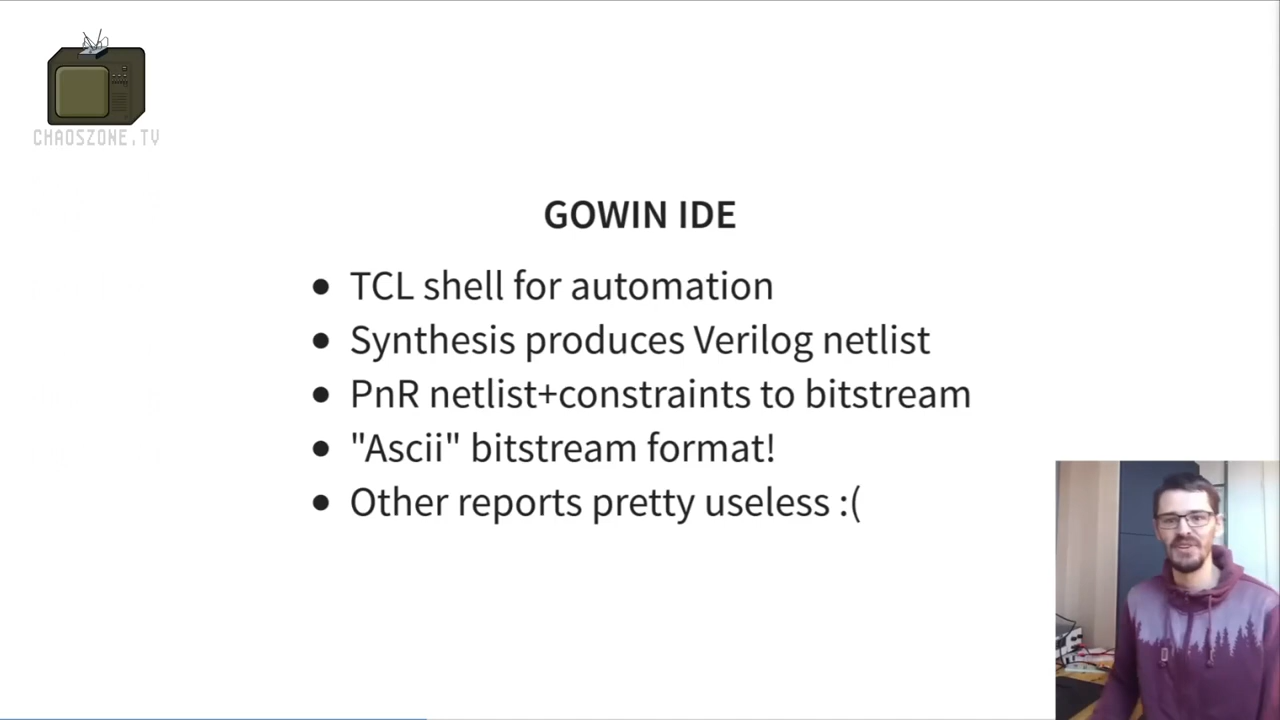 CHAOSZONE.TV
GOWIN IDE
TCL shell for automation
Synthesis produces Verilog netlist
PnR netlist+constraints to bitstream
"Ascii" bitstream format!
Other reports pretty useless :(